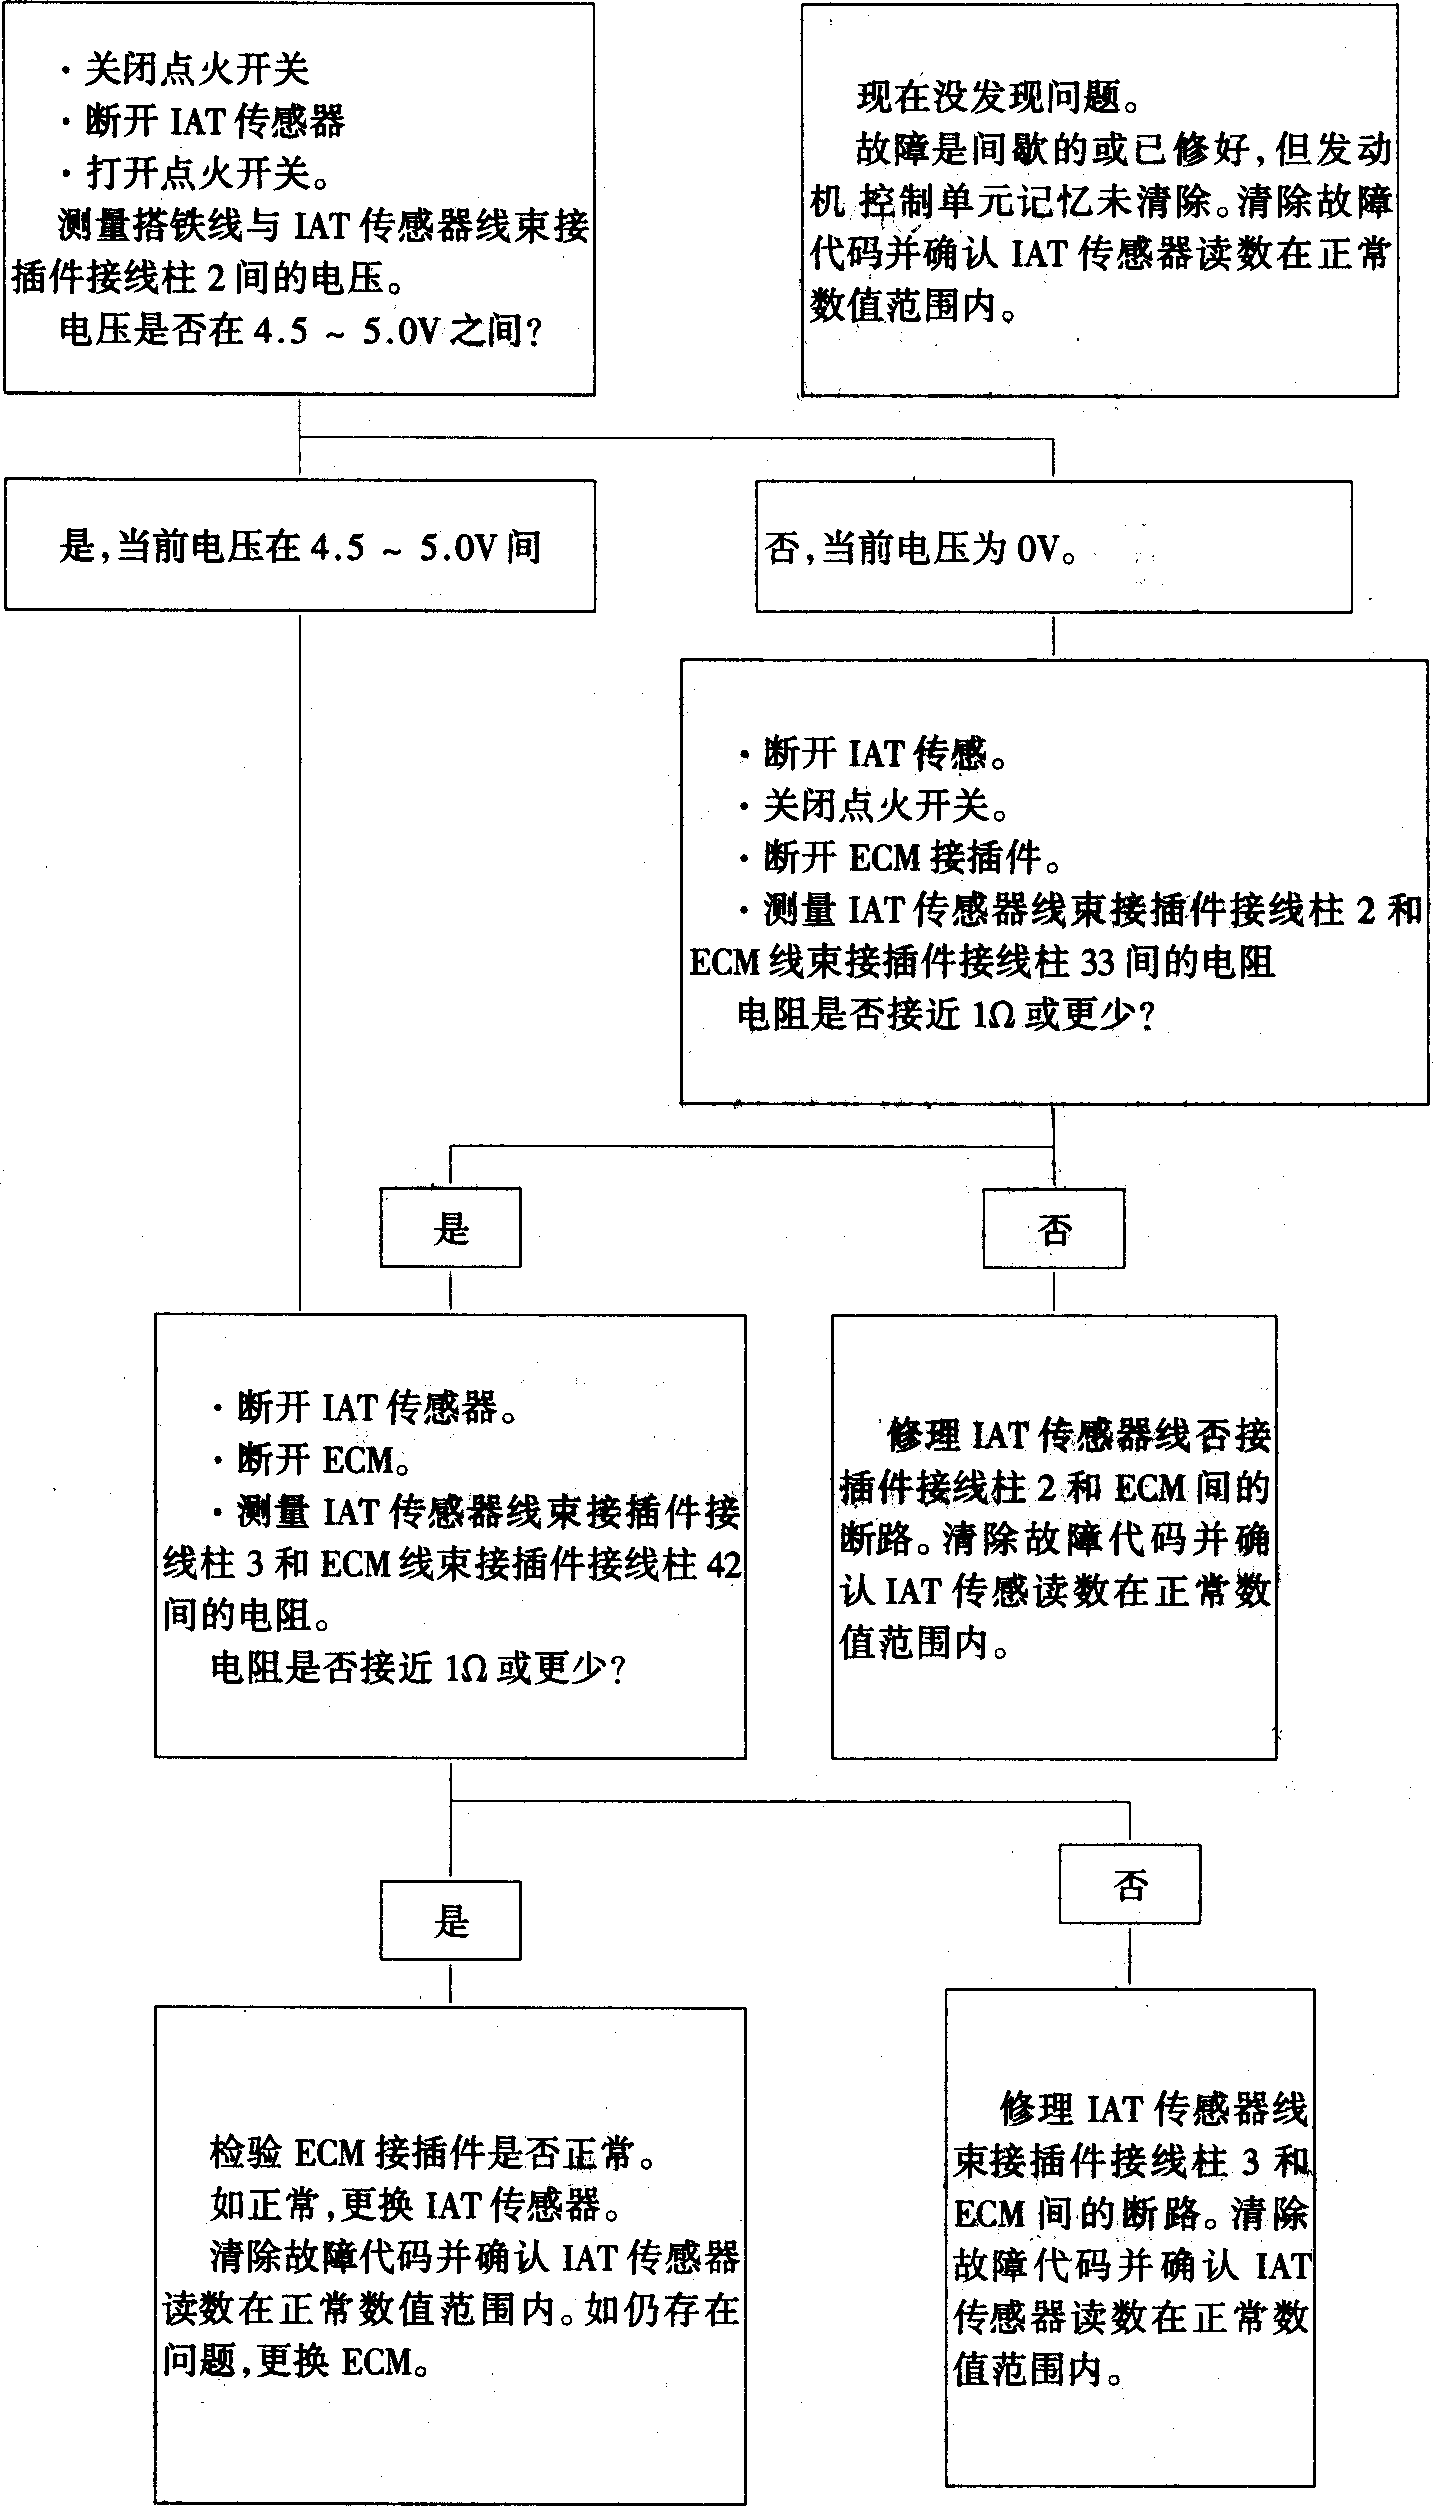 ·关闭点火开关
·断开 IAT 传感器
·打开点火开关。
测量搭铁线与 IAT 传感器线束接
插件接线柱 2 间的电压。
电压是否在 4.5 ~ 5.0V 之间?
现在没发现问题。
故障是间歇的或已修好,但发动
机 控制单元记忆未清除。清除故障
代码并确认 IAT 传感器读数在正常
数值范围内。
是,当前电压在 4.5 ~ 5.0V 间
否,当前电压为 0V。
·断开 IAT 传感。
·关闭点火开关。
·断开 ECM 接插件。
·测量 IAT 传感器线束接插件接线柱 2 和
ECM 线束接插件接线柱 33 间的电阻
电阻是否接近 1Ω 或更少?
是
否
·断开 IAT 传感器。
·断开 ECM。
·测量 IAT 传感器线束接插件接
线柱 3 和 ECM 线束接插件接线柱 42
间的电阻。
电阻是否接近 1Ω 或更少?
修理 IAT 传感器线否接
插件接线柱 2 和 ECM 间的
断路。清除故障代码并确
认 IAT 传感读数在正常数
值范围内。
是
否
检验 ECM 接插件是否正常。
如正常,更换 IAT 传感器。
清除故障代码并确认 IAT 传感器
读数在正常数值范围内。如仍存在
问题,更换 ECM。
修理 IAT 传感器线
束接插件接线柱 3 和
ECM 间的断路。清除
故障代码并确认 IAT
传感器读数在正常数
值范围内。